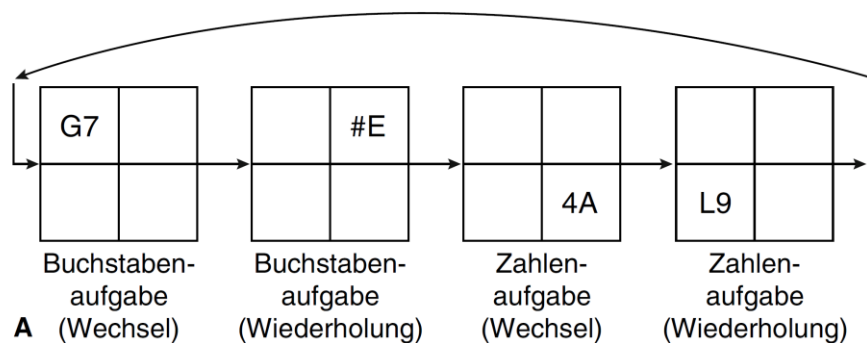 G7
#E
4A
L9
Buchstaben-
aufgabe
(Wechsel)
Buchstaben-
aufgabe
(Wiederholung)
Zahlen-
aufgabe
(Wechsel)
Zahlen-
aufgabe
(Wiederholung)
A